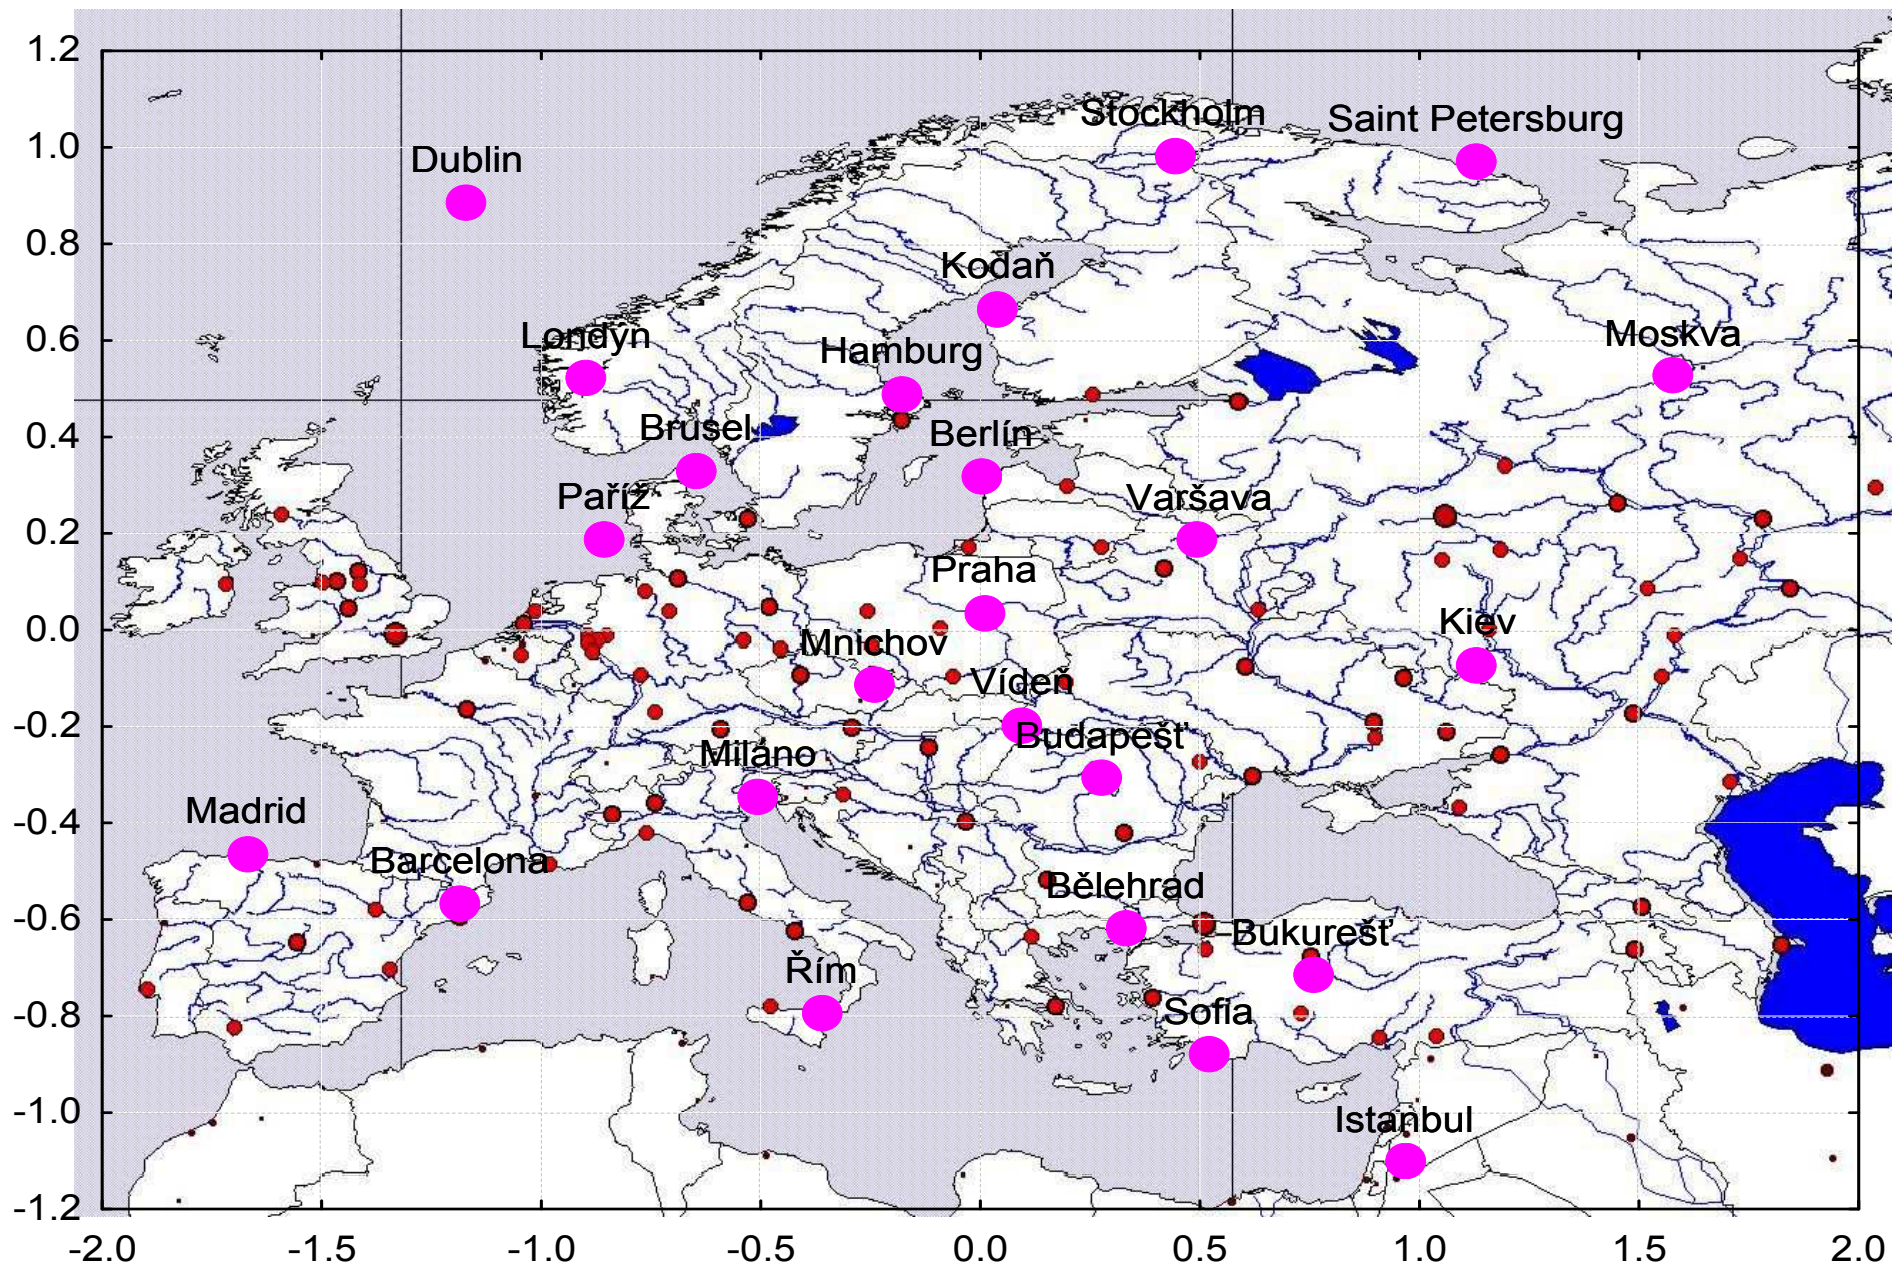 1.2
Stockholm
Saint Petersburg
1.0
Dublin
0.8
Kodaň
0.6
Londýn
Moskva
Hamburg
0.4
Brusel
Berlín
Paříž
Varšava
0.2
Praha
0.0
Kiev
Mnichov
Vídeň
-0.2
Budapešť
Miláno
Madrid
-0.4
Barcelona
Bělehrad
-0.6
Bukurešť
Řím
-0.8
Sofia
-1.0
Istanbul
-1.2
-2.0 -1.5 -1.0 -0.5 0.0 0.5 1.0 1.5 2.0